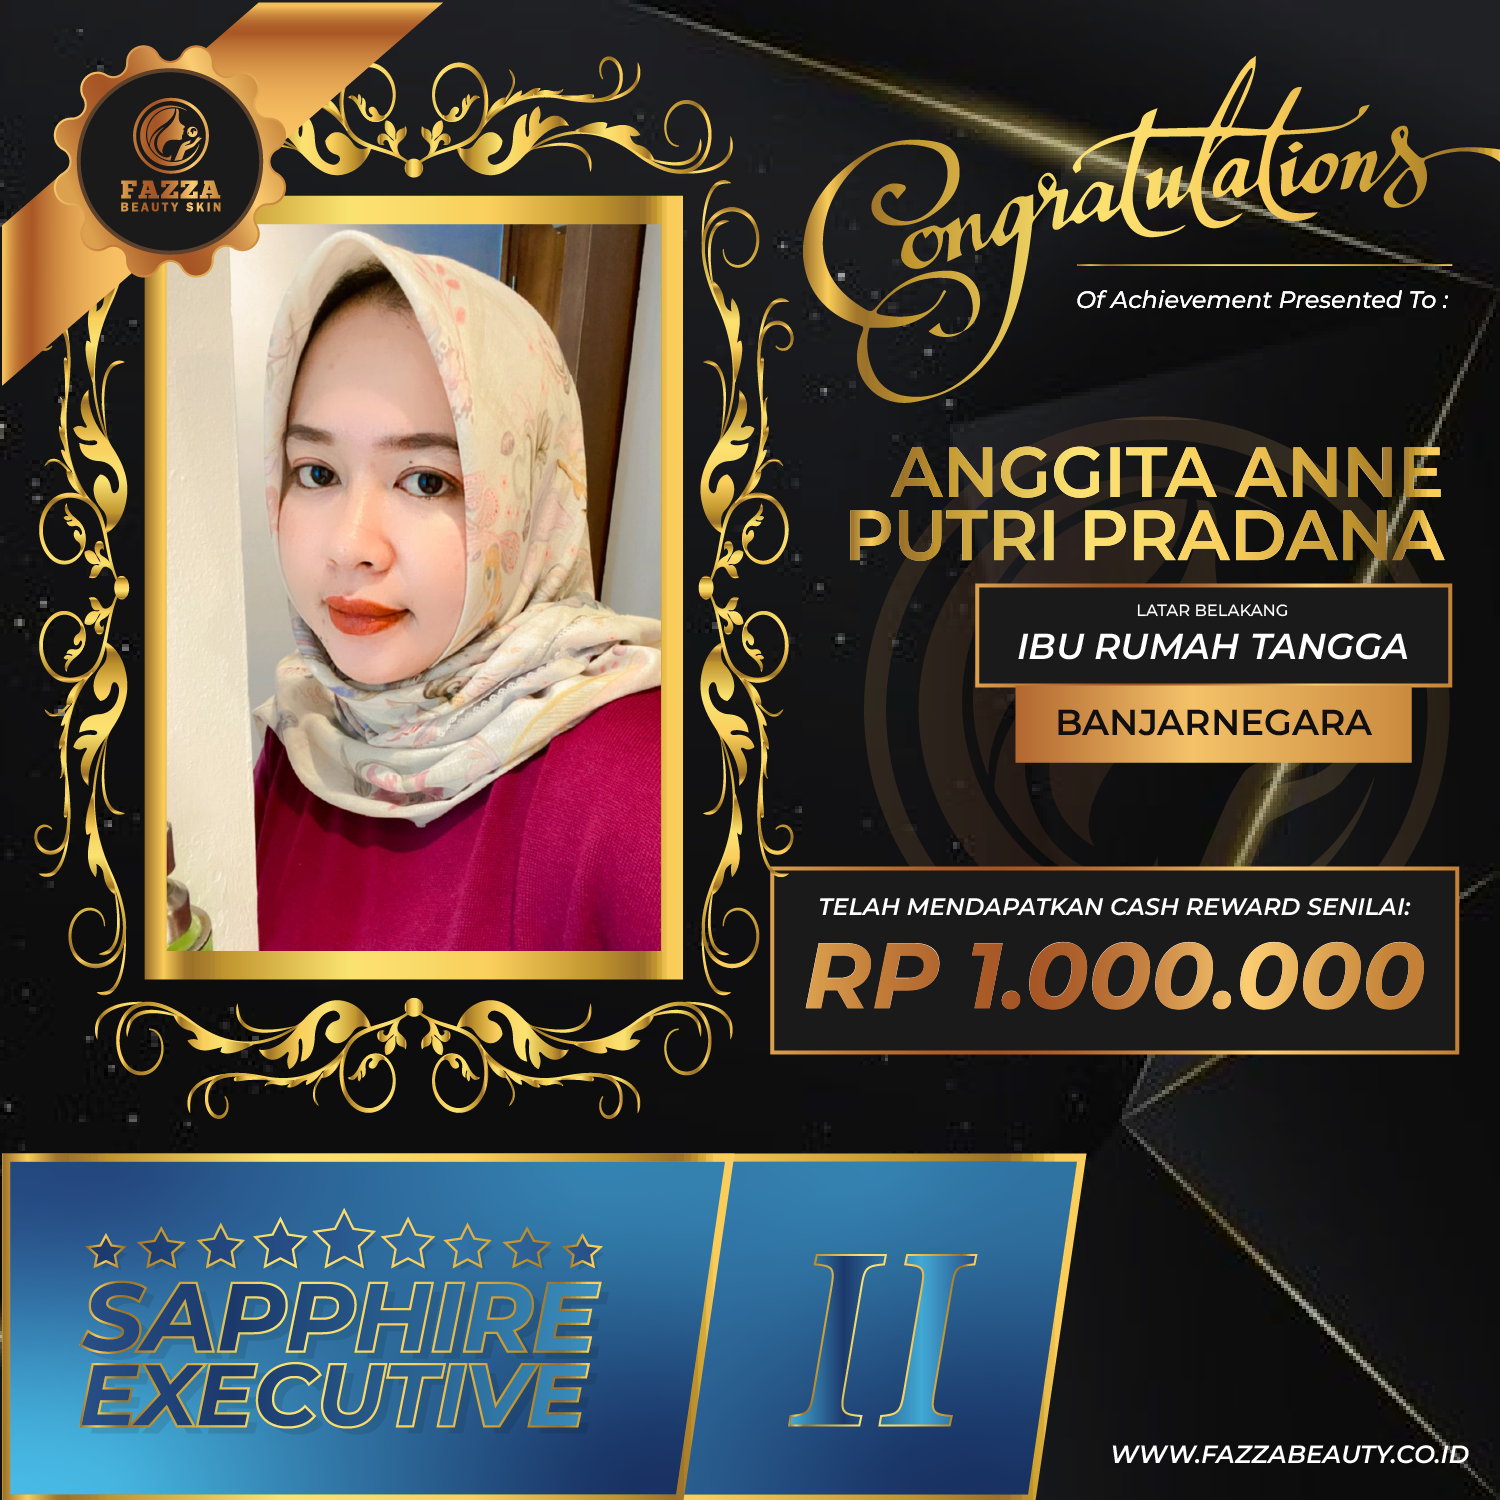 FAZZA
BEAUTY SKIN
Congratulations
Of Achievement Presented To :
ANGGITA ANNE
PUTRI PRADANA
LATAR BELAKANG
IBU RUMAH TANGGA
BANJARNEGARA
TELAH MENDAPATKAN CASH REWARD SENILAI:
RP 1.000.000
SAPPHIRE
EXECUTIVE
II
WWW.FAZZABEAUTY.CO.ID